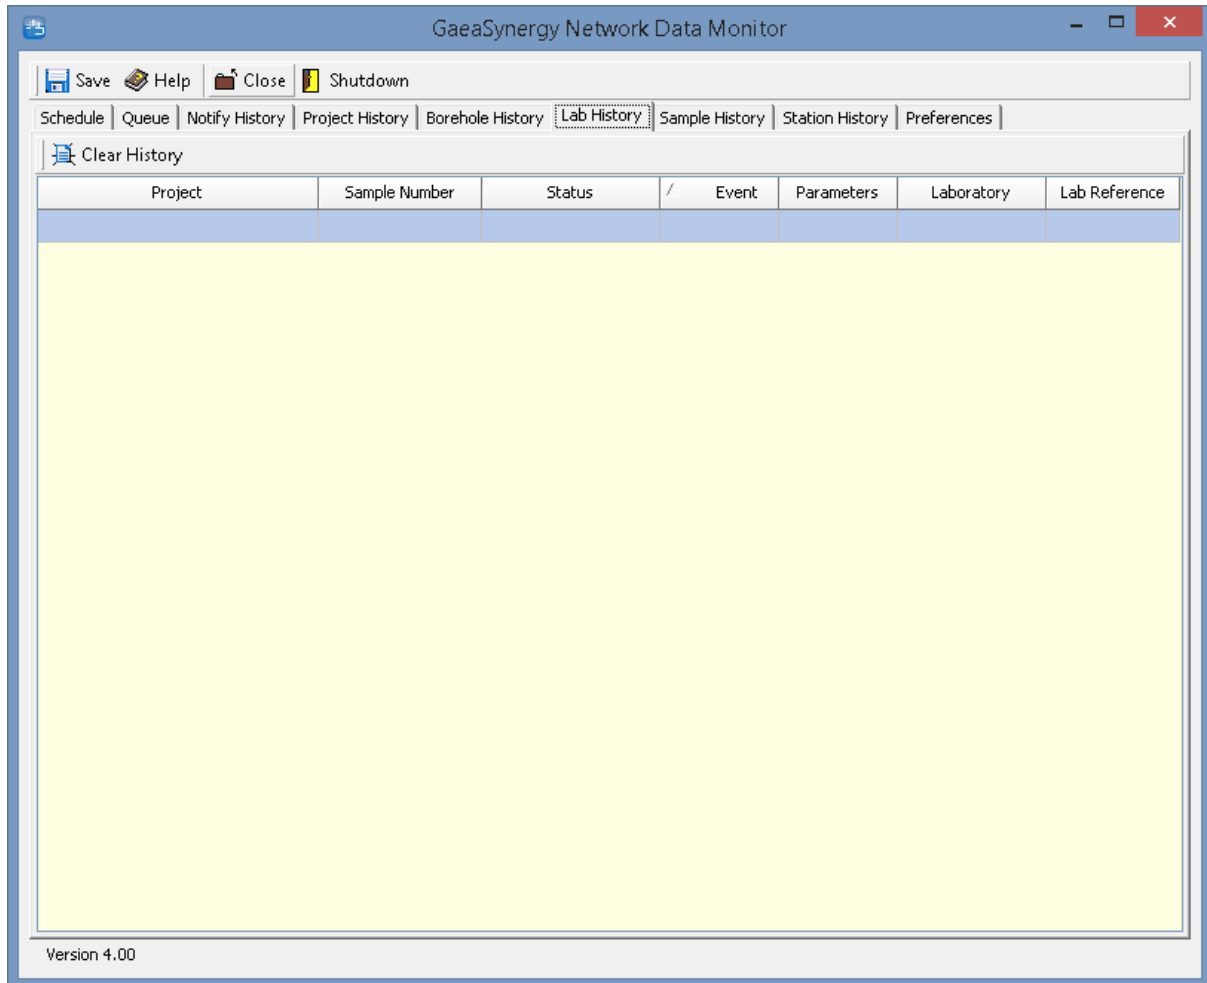 GaeaSynergy Network Data Monitor
Save Help Close Shutdown
Schedule Queue Notify History Project History Borehole History Lab History Sample History Station History Preferences
Clear History
Project Sample Number Status Event Parameters Laboratory Lab Reference
Version 4.00